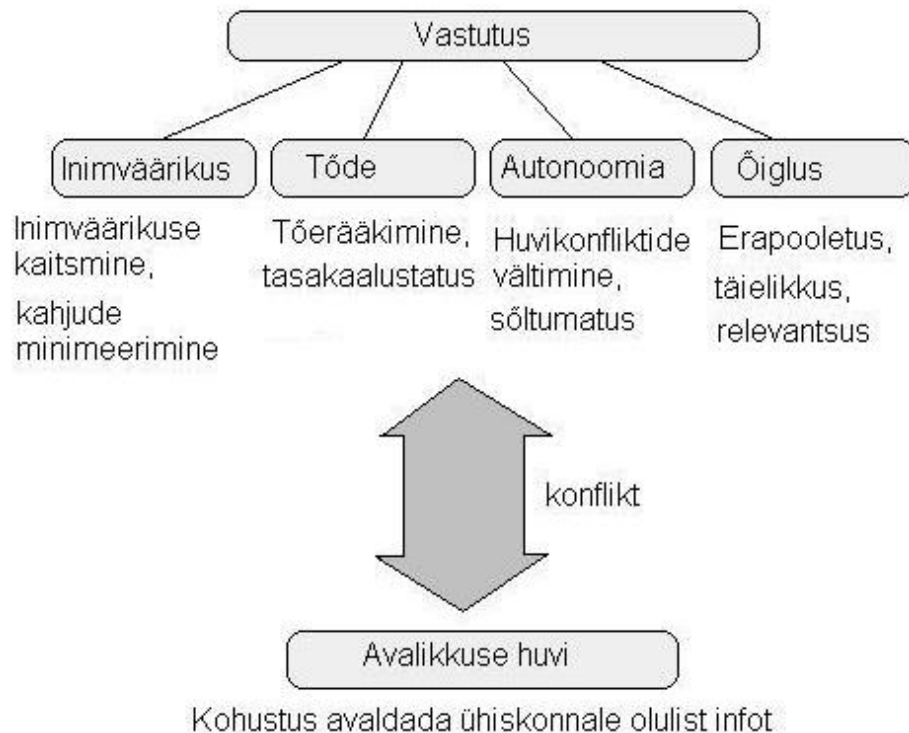 Vastutus
Inimväärikus
Tõde
Autonoomia
Õiglus
Inimväärikuse
kaitsmine,
kahjude
minimeerimine
Tõerääkimine,
tasakaalustatus
Huvikonfliktide
vältimine,
sõltumatus
Erapooletus,
täielikkus,
relevantsus
konflikt
Avalikkuse huvi
Kohustus avaldada ühiskonnale olulist infot